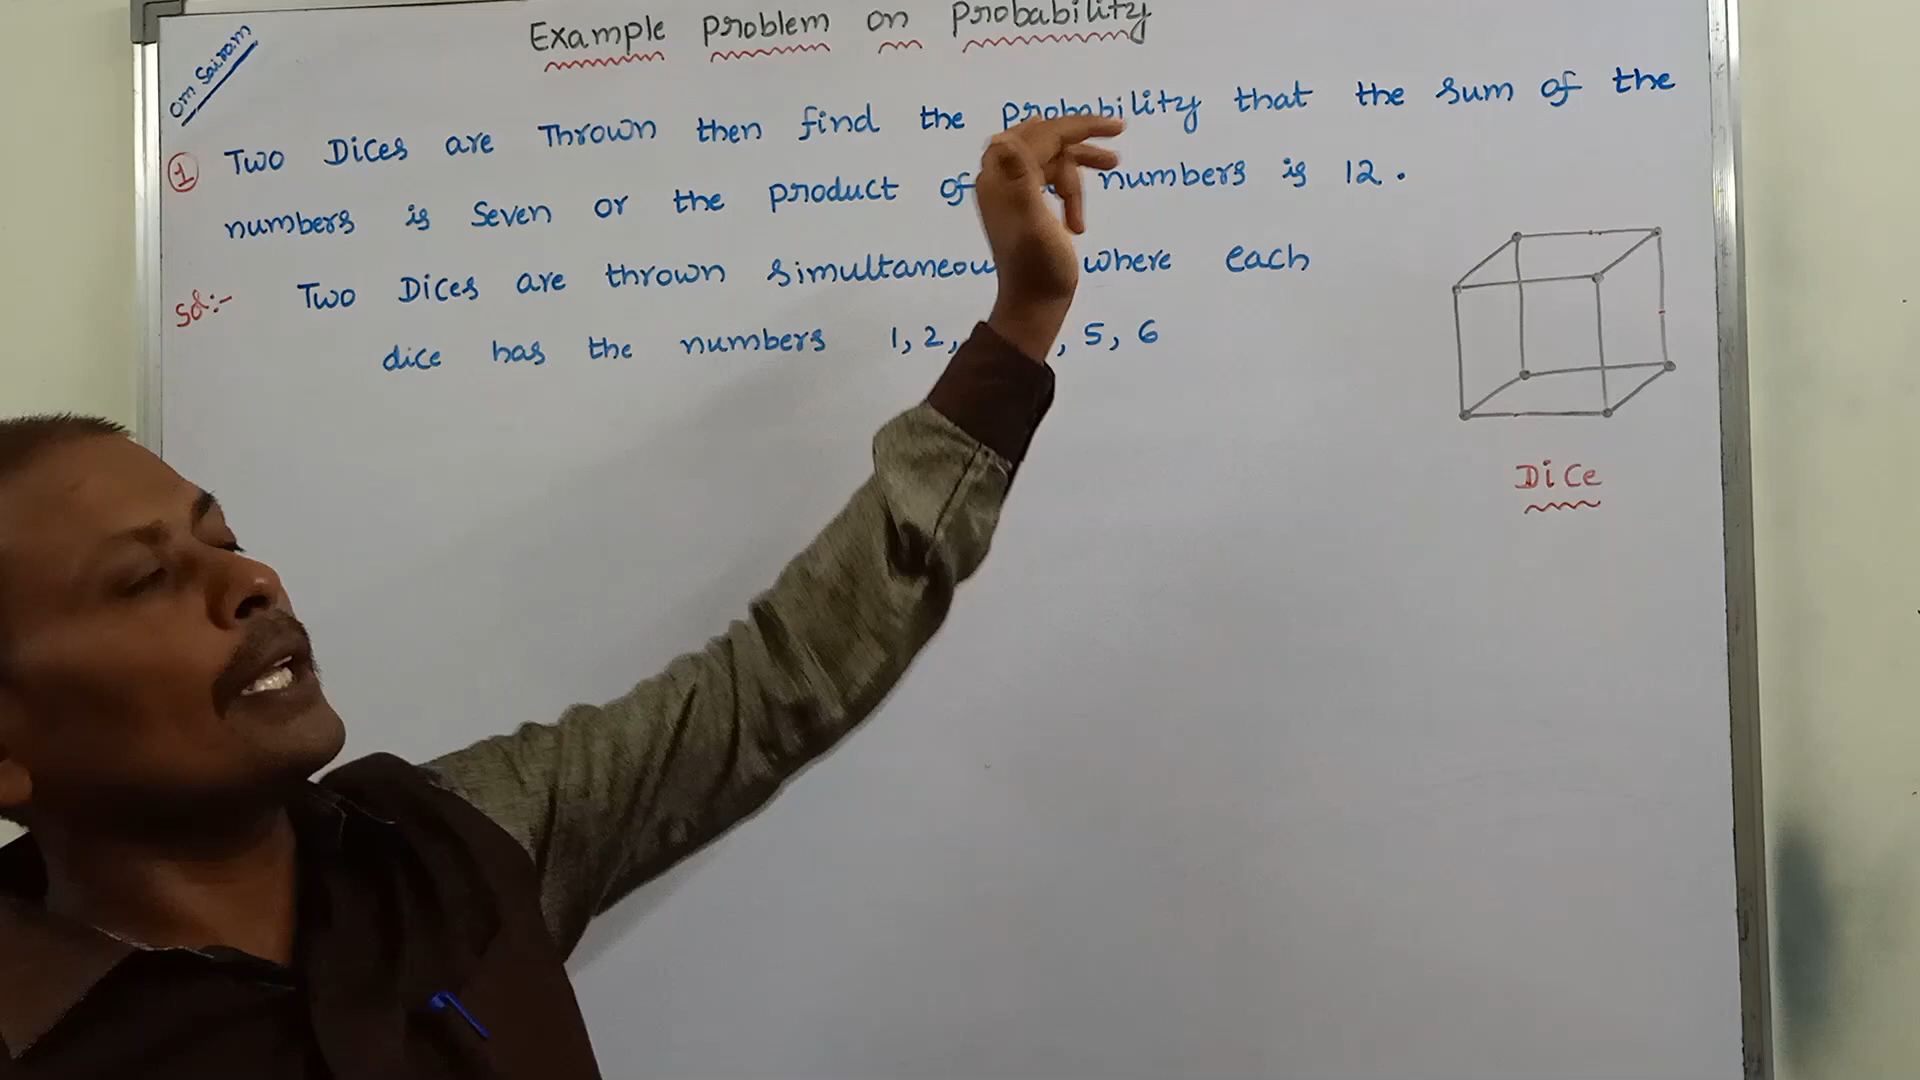 Example Problem on Probability
Om Sairam
1 Two Dices are Thrown then find the probability that the sum of the
numbers is Seven or the product of numbers is 12.
Sol:- Two Dices are thrown where each
dice has the numbers 1, 2, , 5, 6
Dice